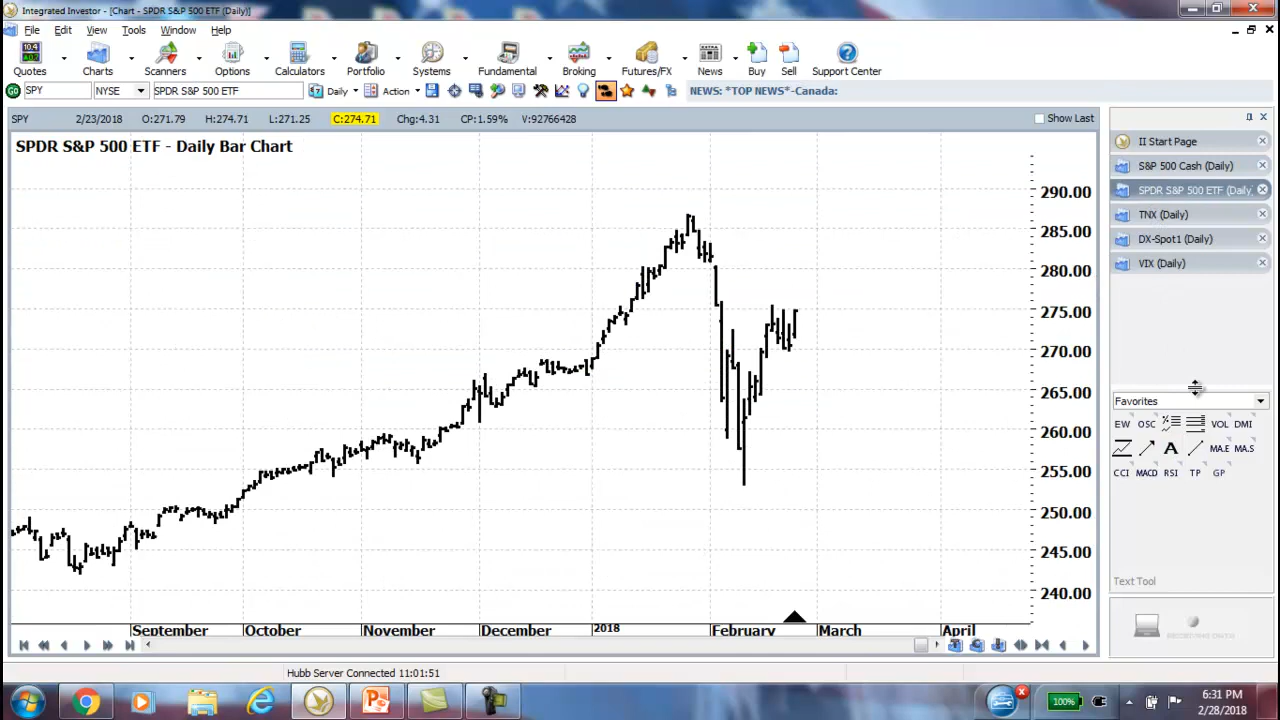 Integrated Investor - [Chart - SPDR S&P 500 ETF (Daily)]
File Edit View Tools Window Help
Quotes Charts Scanners Options Calculators Portfolio Systems Fundamental Broking Futures/FX News Buy Sell Support Center
GO SPY NYSE SPDR S&P 500 ETF Daily Action NEWS: *TOP NEWS*-Canada:
SPY 2/23/2018 O:271.79 H:274.71 L:271.25 C:274.71 Chg:4.31 CP:1.59% V:92766428 Show Last
SPDR S&P 500 ETF - Daily Bar Chart
290.00
285.00
280.00
275.00
270.00
265.00
260.00
255.00
250.00
245.00
240.00
September October November December 2018 February March April
II Start Page
S&P 500 Cash (Daily)
SPDR S&P 500 ETF (Daily,
TNX (Daily)
DX-Spot1 (Daily)
VIX (Daily)
Favorites
EW OSC VOL DMI
A MA.E MA.S
CCI MACD RSI TP GP
Text Tool
RECORDING DATA
Hubb Server Connected 11:01:51
100%
6:31 PM
2/28/2018